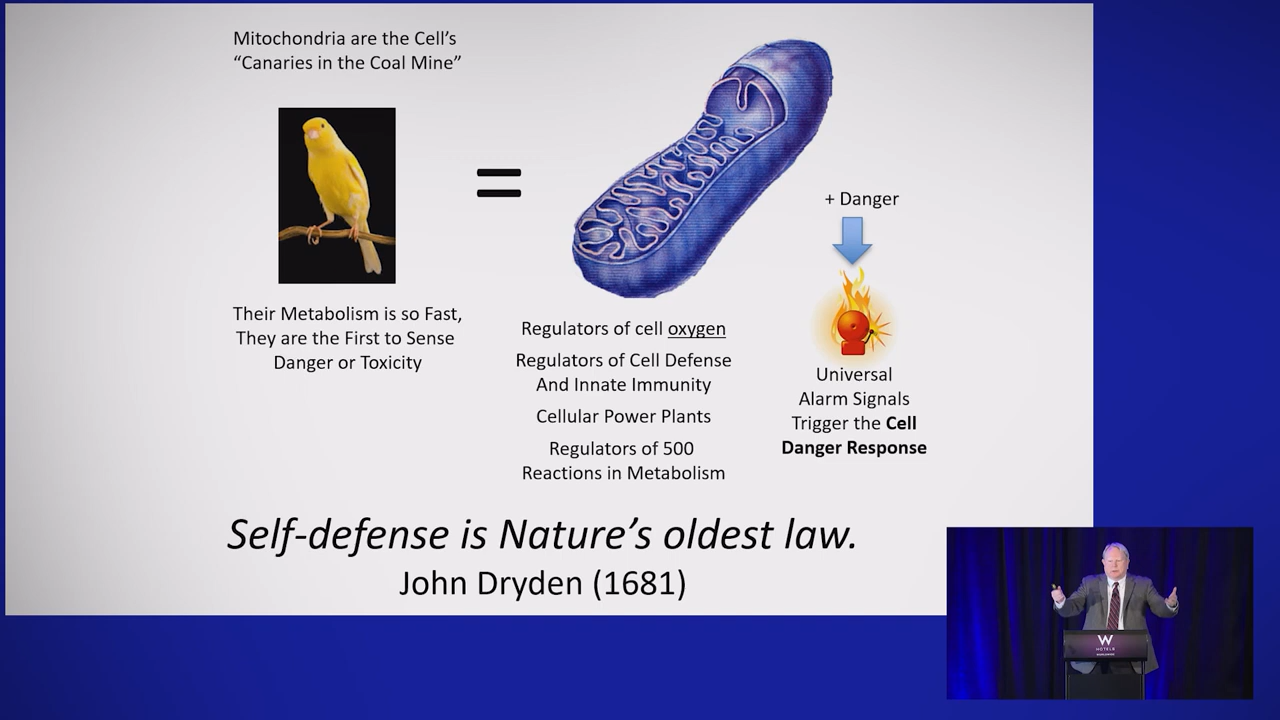 Mitochondria are the Cell's
“Canaries in the Coal Mine”
=
+ Danger
Their Metabolism is so Fast,
They are the First to Sense
Danger or Toxicity
Regulators of cell oxygen
Regulators of Cell Defense
And Innate Immunity
Cellular Power Plants
Regulators of 500
Reactions in Metabolism
Universal
Alarm Signals
Trigger the Cell
Danger Response
Self-defense is Nature’s oldest law.
John Dryden (1681)
W
HOTELS
WORLDWIDE